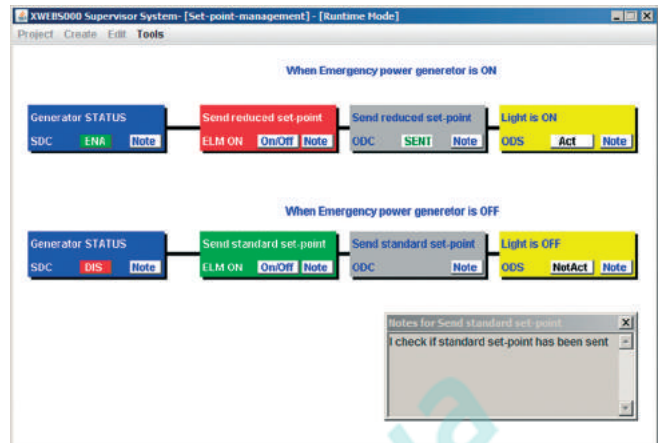 XWEBS000 Supervisor System- [Set-point-management] - [Runtime Mode]
Project Create Edit Tools
When Emergency power generetor is ON
Generator STATUS
SDC ENA Note
Send reduced set-point
ELM ON On/Off Note
Send reduced set-point
ODC SENT Note
Light is ON
ODS Act Note
When Emergency power generetor is OFF
Generator STATUS
SDC DIS Note
Send standard set-point
ELM ON On/Off Note
Send standard set-point
ODC Note
Light is OFF
ODS NotAct Note
Notes for Send standard set-point
I check if standard set-point has been sent